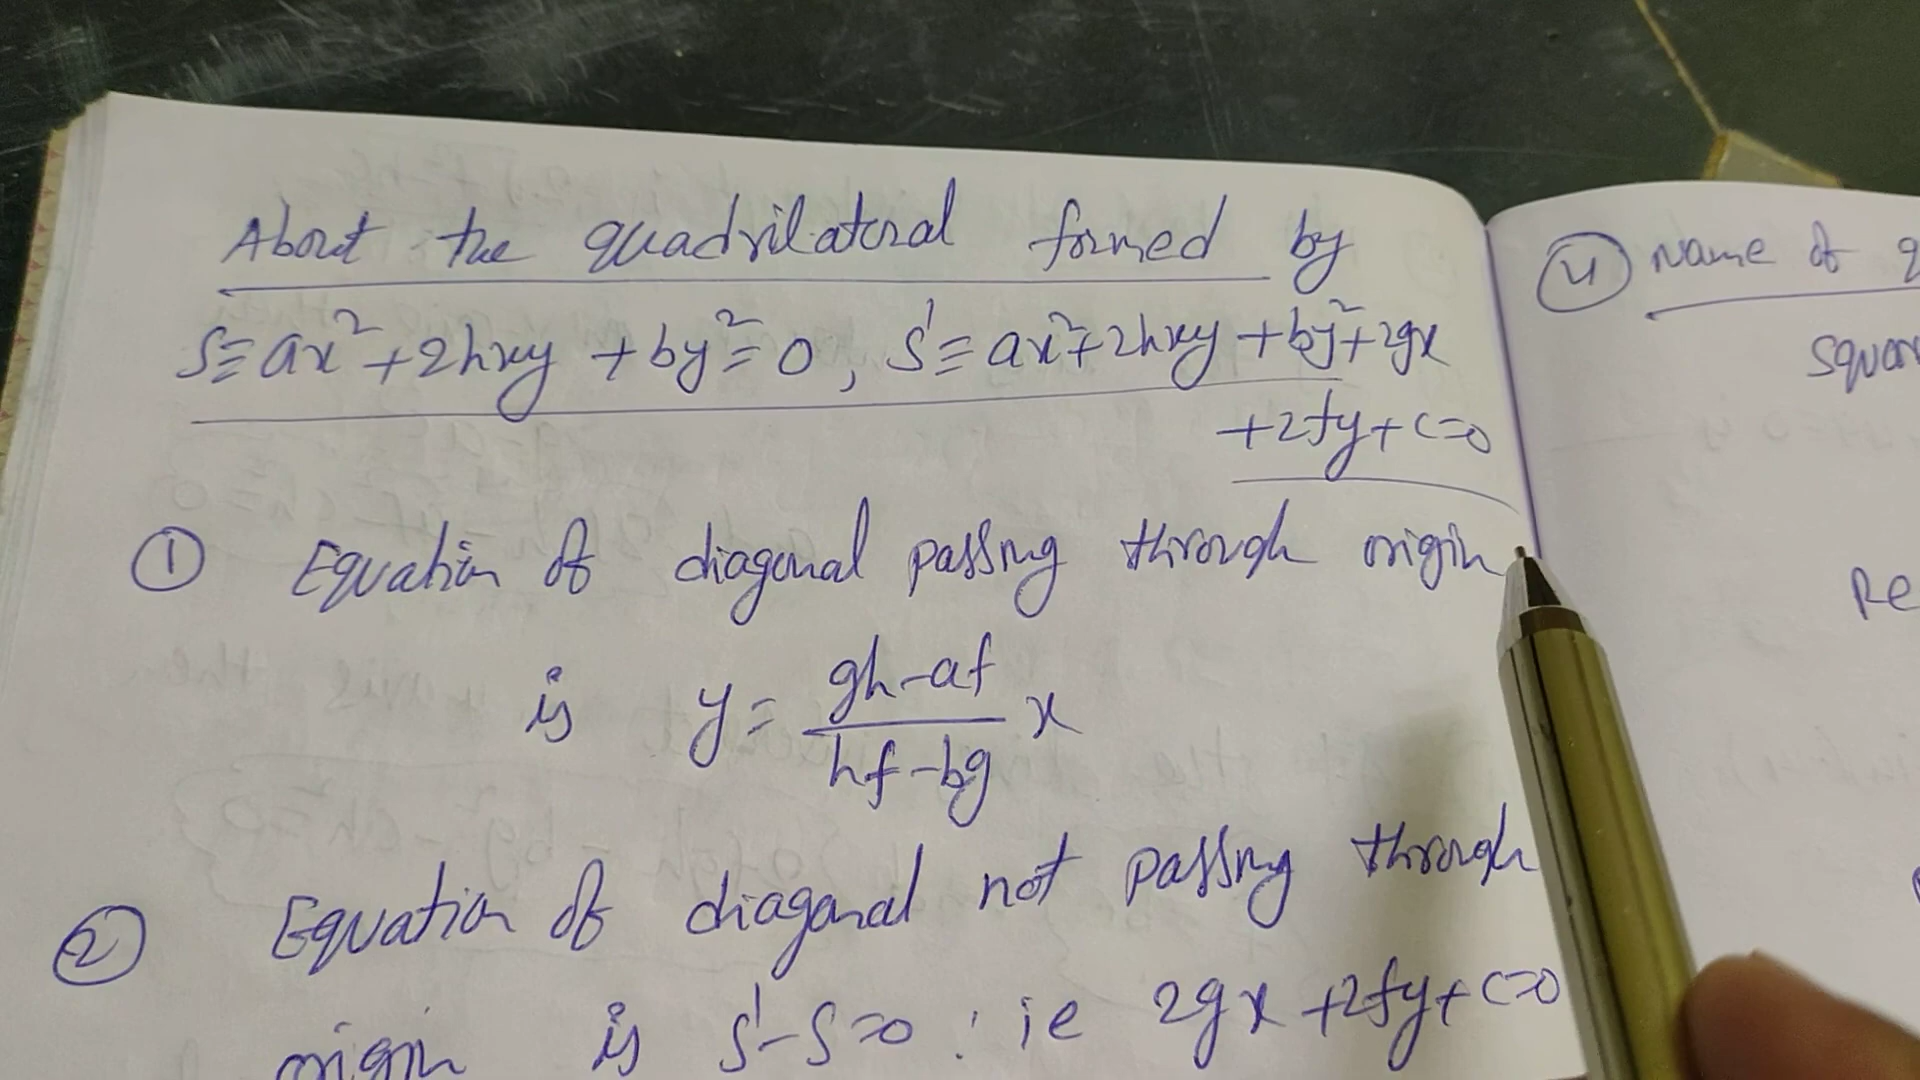 About the quadrilateral formed by
S≡ax²+2hxy+by²=0, S'≡ax²+2hxy+by²+2gx
+2fy+c=0
① Equation of diagonal passing through origin
is y = (gh-af)/(hf-bg) x
② Equation of diagonal not passing through
origin is S'-S=0 : ie 2gx+2fy+c=0
④ Name of
Squar
Re